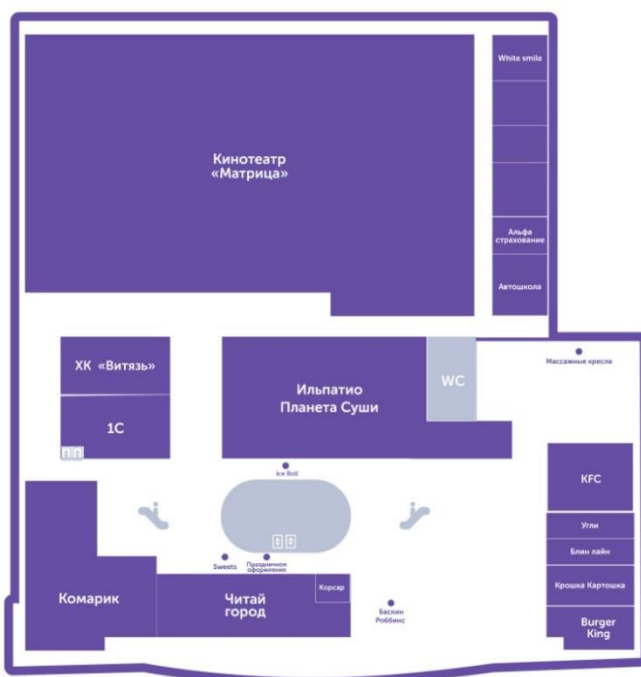 White smile
Кинотеатр
«Матрица»
Альфа
страхование
Автошкола
ХК «Витязь»
1С
Ильпатио
Планета Суши
WC
Массажные кресла
Ice Roll
KFC
Угли
Блин лайн
Крошка Картошка
Burger
King
Sweets
Праздничное
оформление
Комарик
Читай
город
Корсар
Баскин
Роббинс